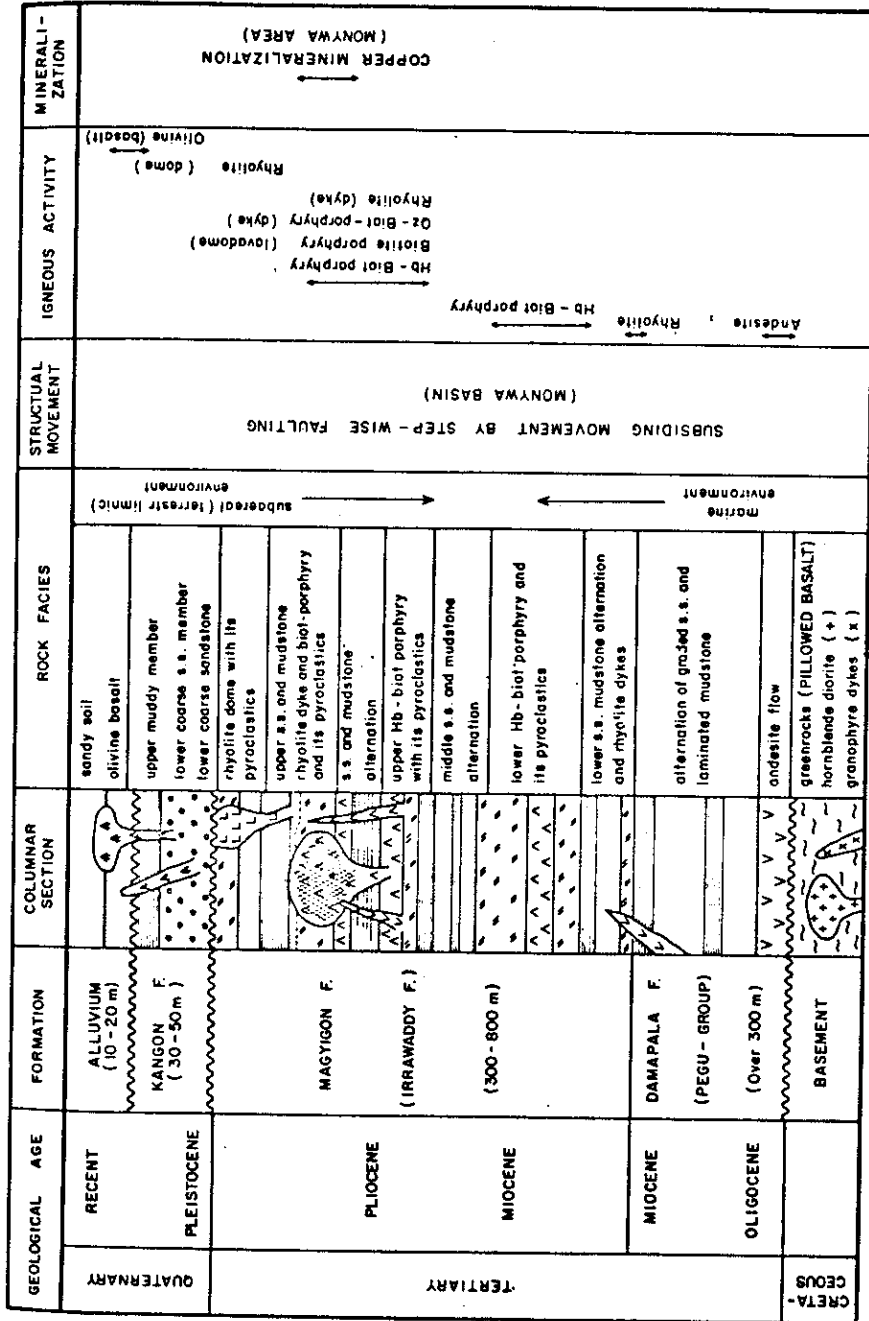 GEOLOGICAL AGE
FORMATION
COLUMNAR
SECTION
ROCK FACIES
STRUCTURAL
MOVEMENT
IGNEOUS ACTIVITY
MINERALI-
ZATION
QUATERNARY
RECENT
PLEISTOCENE
TERTIARY
PLIOCENE
MIOCENE
MIOCENE
OLIGOCENE
CRETA-
CEOUS
ALLUVIUM
(10-20 m)
KANGON F.
(30-50m)
MAGYIGON F.
(IRRAWADDY F.)
(300-800m)
DAMAPALA F.
(PEGU-GROUP)
(Over 300m)
BASEMENT
sandy soil
olivine basalt
upper muddy member
lower coarse s.s. member
lower coarse sandstone
rhyolite dome with its
pyroclastics
upper s.s. and mudstone
rhyolite dyke and biot-porphyry
and its pyroclastics
s.s. and mudstone
alternation
upper Hb-biot porphyry
with its pyroclastics
middle s.s. and mudstone
alternation
lower Hb-biot porphyry and
its pyroclastics
lower s.s. mudstone alternation
and rhyolite dykes
alternation of graded s.s. and
laminated mudstone
andesite flow
greenrocks (PILLOWED BASALT)
hornblende diorite (+)
granophyre dykes (x)
subaereal (terrestr limnic)
environment
marine
environment
SUBSIDING MOVEMENT BY STEP-WISE FAULTING
(MONYWA BASIN)
Olivine (basalt)
Rhyolite (dome)
Rhyolite (dyke)
Qz-Biot-porphyry (dyke)
Biotite porphyry (lavadome)
Hb-Biot porphyry
Hb-Biot porphyry
Rhyolite
Andesite
COPPER MINERALIZATION
(MONYWA AREA)